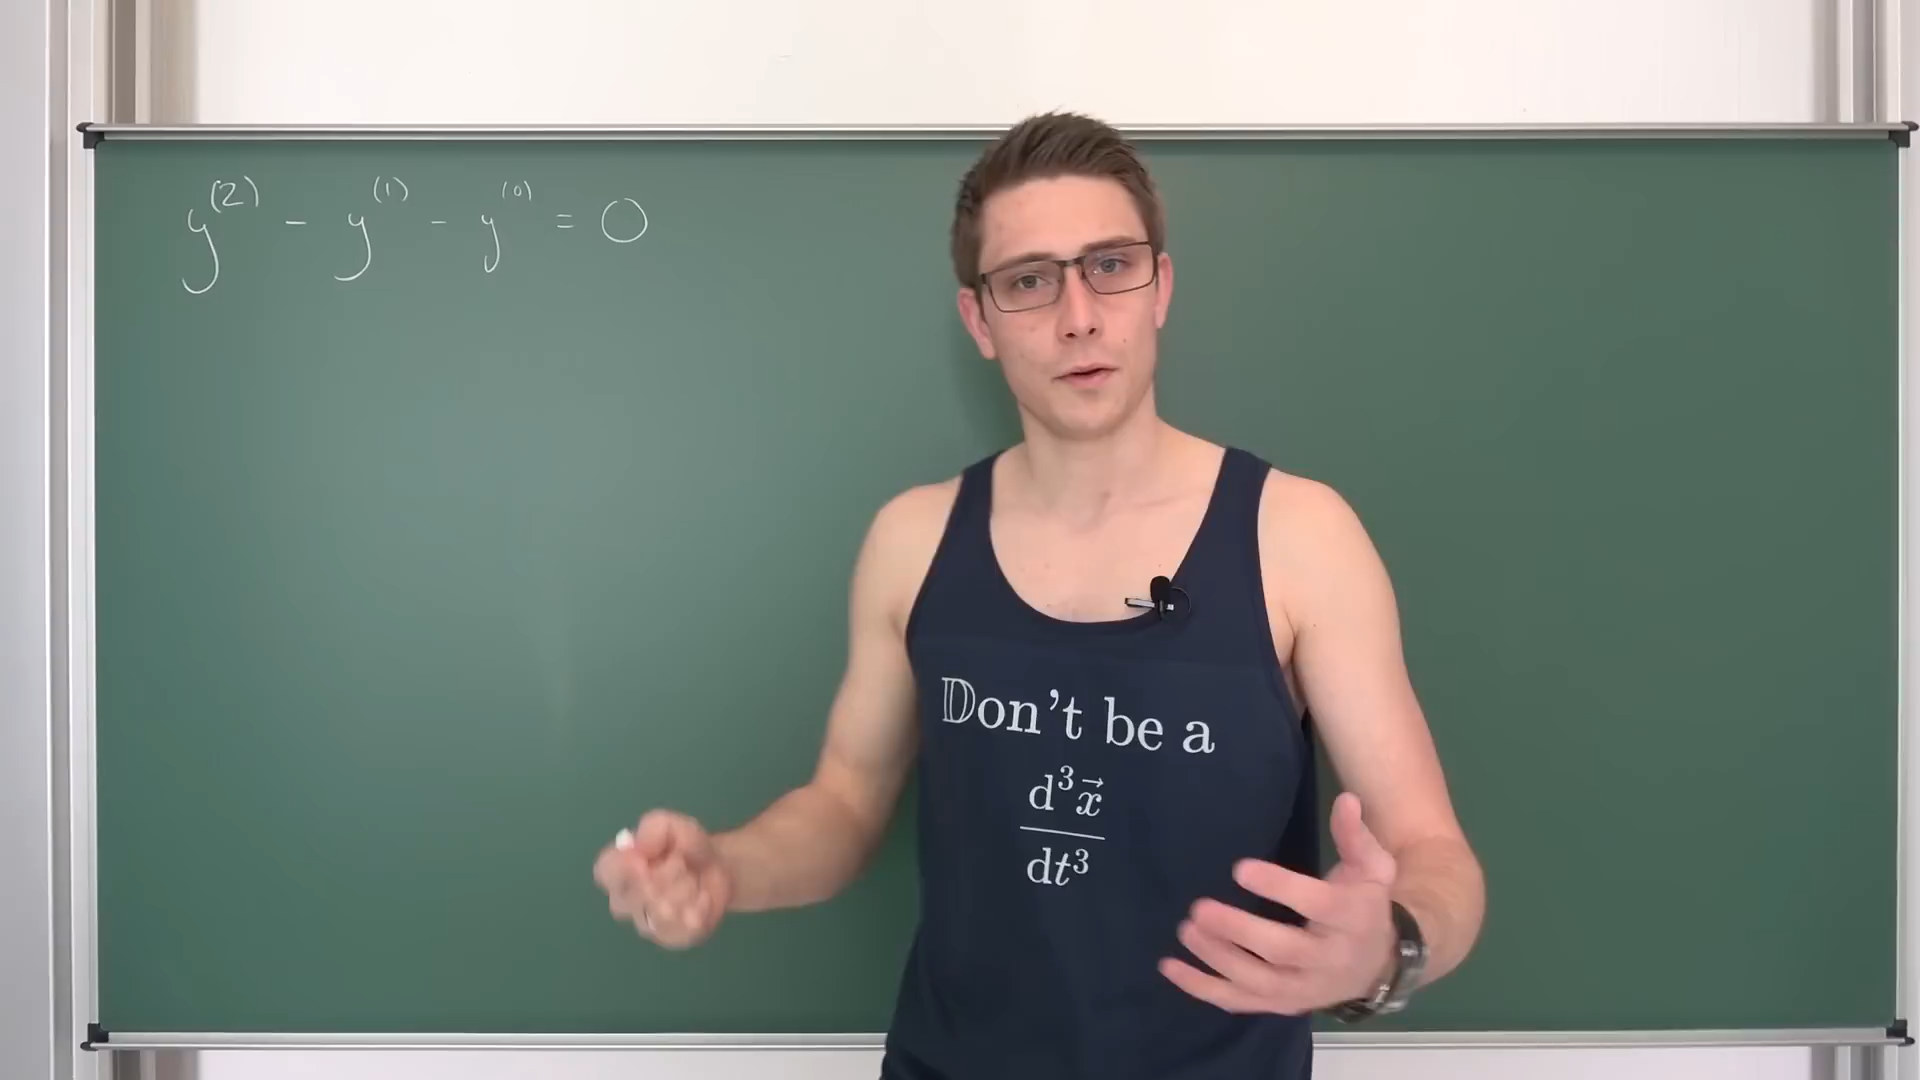 y⁽²⁾ - y⁽¹⁾ - y⁽⁰⁾ = 0
𝔻on't be a
d³x⃗
dt³